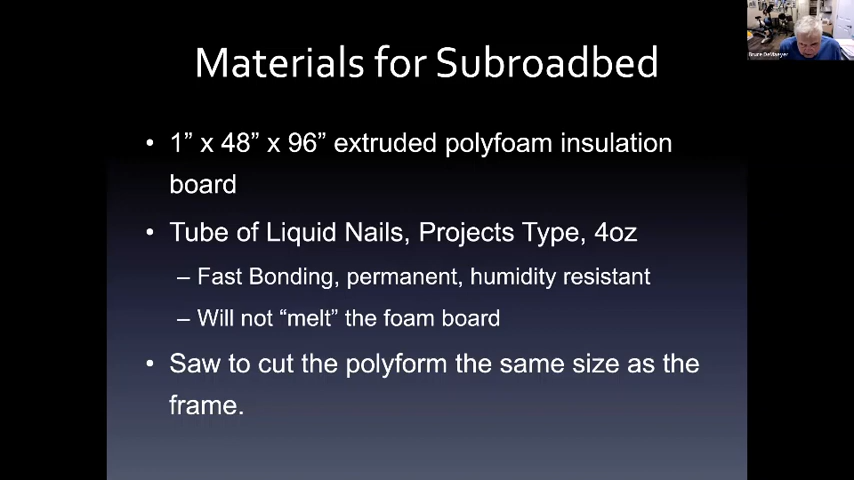 Materials for Subroadbed
• 1” x 48” x 96” extruded polyfoam insulation
board
• Tube of Liquid Nails, Projects Type, 4oz
– Fast Bonding, permanent, humidity resistant
– Will not “melt” the foam board
• Saw to cut the polyform the same size as the
frame.